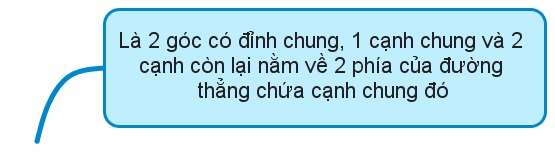 Là 2 góc có đỉnh chung, 1 cạnh chung và 2
cạnh còn lại nằm về 2 phía của đường
thẳng chứa cạnh chung đó